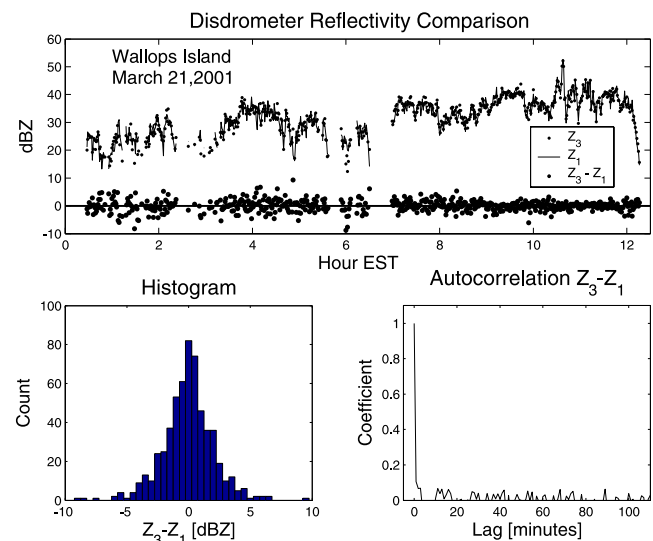 Disdrometer Reflectivity Comparison
60
50
40
30
20
10
0
-10
dBZ
Wallops Island
March 21,2001
Z3
Z1
Z3 - Z1
0 2 4 6 8 10 12
Hour EST
Histogram
100
80
60
40
20
0
Count
-10 -5 0 5 10
Z3-Z1 [dBZ]
Autocorrelation Z3-Z1
1
0.8
0.6
0.4
0.2
0
Coefficient
0 20 40 60 80 100
Lag [minutes]